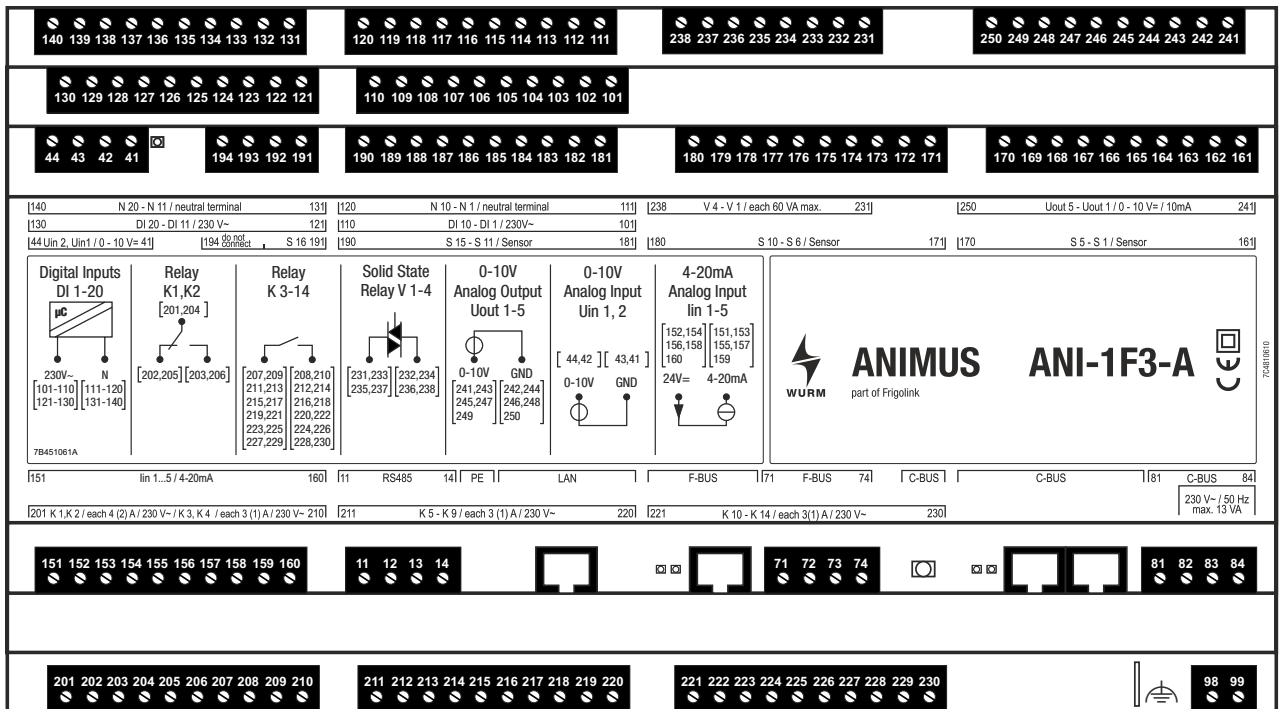 140 139 138 137 136 135 134 133 132 131
120 119 118 117 116 115 114 113 112 111
238 237 236 235 234 233 232 231
250 249 248 247 246 245 244 243 242 241
130 129 128 127 126 125 124 123 122 121
110 109 108 107 106 105 104 103 102 101
44 43 42 41
194 193 192 191
190 189 188 187 186 185 184 183 182 181
180 179 178 177 176 175 174 173 172 171
170 169 168 167 166 165 164 163 162 161
140 N 20 - N 11 / neutral terminal 131
120 N 10 - N 1 / neutral terminal 111
238 V 4 - V 1 / each 60 VA max. 231
250 Uout 5 - Uout 1 / 0 - 10 V= / 10mA 241
130 DI 20 - DI 11 / 230 V~ 121
110 DI 10 - DI 1 / 230V~ 101
44 Uin 2, Uin1 / 0 - 10 V= 41
194 do not connect S 16 191
190 S 15 - S 11 / Sensor 181
180 S 10 - S 6 / Sensor 171
170 S 5 - S 1 / Sensor 161
Digital Inputs
DI 1-20
µC
230V~ N
[101-110] [111-120]
[121-130] [131-140]
7B451061A
Relay
K1,K2
[201,204]
[202,205] [203,206]
Relay
K 3-14
[207,209] [208,210]
[211,213] [212,214]
[215,217] [216,218]
[219,221] [220,222]
[223,225] [224,226]
[227,229] [228,230]
Solid State
Relay V 1-4
[231,233] [232,234]
[235,237] [236,238]
0-10V
Analog Output
Uout 1-5
0-10V GND
[241,243] [242,244]
[245,247] [246,248]
[249] [250]
0-10V
Analog Input
Uin 1, 2
[ 44,42 ] [ 43,41 ]
0-10V GND
4-20mA
Analog Input
Iin 1-5
[152,154] [151,153]
[156,158] [155,157]
[160] [159]
24V= 4-20mA
WURM
ANIMUS
part of Frigolink
ANI-1F3-A
CE
7C4810610
151 Iin 1...5 / 4-20mA 160
11 RS485 14
PE
LAN
F-BUS
71 F-BUS 74
C-BUS
C-BUS
81 C-BUS 84
230 V~ / 50 Hz
max. 13 VA
201 K 1,K 2 / each 4 (2) A / 230 V~ / K 3, K 4 / each 3 (1) A / 230 V~ 210
211 K 5 - K 9 / each 3 (1) A / 230 V~ 220
221 K 10 - K 14 / each 3(1) A / 230 V~ 230
151 152 153 154 155 156 157 158 159 160
11 12 13 14
71 72 73 74
81 82 83 84
201 202 203 204 205 206 207 208 209 210
211 212 213 214 215 216 217 218 219 220
221 222 223 224 225 226 227 228 229 230
98 99